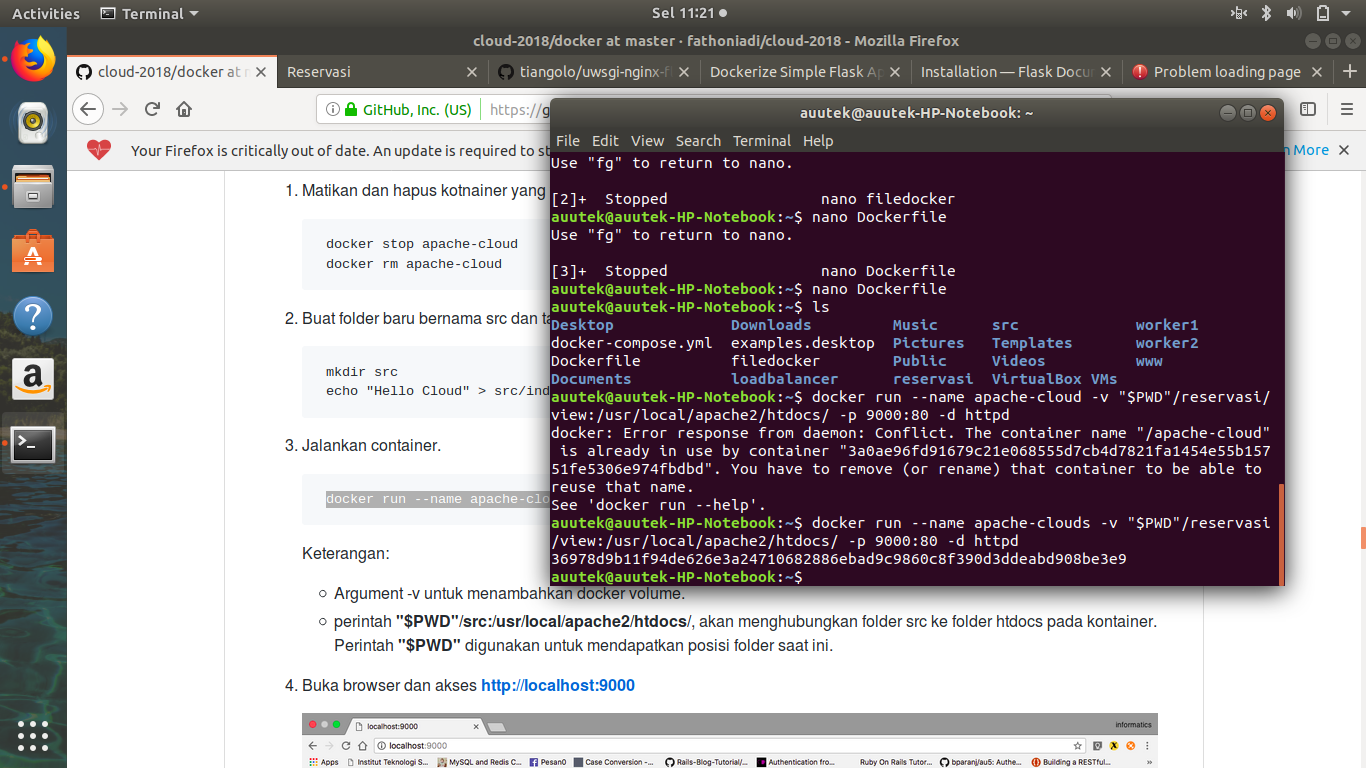 Activities Terminal Sel 11:21
cloud-2018/docker at master · fathoniadi/cloud-2018 - Mozilla Firefox
cloud-2018/docker at m Reservasi tiangolo/uwsgi-nginx-f Dockerize Simple Flask Ap Installation — Flask Docu Problem loading page
GitHub, Inc. (US) https://g
Your Firefox is critically out of date. An update is required to st n More
auutek@auutek-HP-Notebook: ~
File Edit View Search Terminal Help
Use "fg" to return to nano.
[2]+ Stopped nano filedocker
auutek@auutek-HP-Notebook:~$ nano Dockerfile
Use "fg" to return to nano.
[3]+ Stopped nano Dockerfile
auutek@auutek-HP-Notebook:~$ nano Dockerfile
auutek@auutek-HP-Notebook:~$ ls
Desktop Downloads Music src worker1
docker-compose.yml examples.desktop Pictures Templates worker2
Dockerfile filedocker Public Videos www
Documents loadbalancer reservasi VirtualBox VMs
auutek@auutek-HP-Notebook:~$ docker run --name apache-cloud -v "$PWD"/reservasi/
view:/usr/local/apache2/htdocs/ -p 9000:80 -d httpd
docker: Error response from daemon: Conflict. The container name "/apache-cloud"
is already in use by container "3a0ae96fd91679c21e068555d7cb4d7821fa1454e55b157
51fe5306e974fbdbd". You have to remove (or rename) that container to be able to
reuse that name.
See 'docker run --help'.
auutek@auutek-HP-Notebook:~$ docker run --name apache-clouds -v "$PWD"/reservasi
/view:/usr/local/apache2/htdocs/ -p 9000:80 -d httpd
36978d9b11f94de626e3a24710682886ebad9c9860c8f390d3ddeabd908be3e9
auutek@auutek-HP-Notebook:~$
1. Matikan dan hapus kotnainer yang
docker stop apache-cloud
docker rm apache-cloud
2. Buat folder baru bernama src dan ta
mkdir src
echo "Hello Cloud" > src/ind
3. Jalankan container.
docker run --name apache-clo
Keterangan:
Argument -v untuk menambahkan docker volume.
perintah "$PWD"/src:/usr/local/apache2/htdocs/, akan menghubungkan folder src ke folder htdocs pada kontainer.
Perintah "$PWD" digunakan untuk mendapatkan posisi folder saat ini.
4. Buka browser dan akses http://localhost:9000
localhost:9000 informatics
localhost:9000
Apps Institut Teknologi S... MySQL and Redis C... Pesan0 Case Conversion -... Rails-Blog-Tutorial/... Authentication fro... Ruby On Rails Tutor... bparanj/au5: Authe... Building a RESTful... »